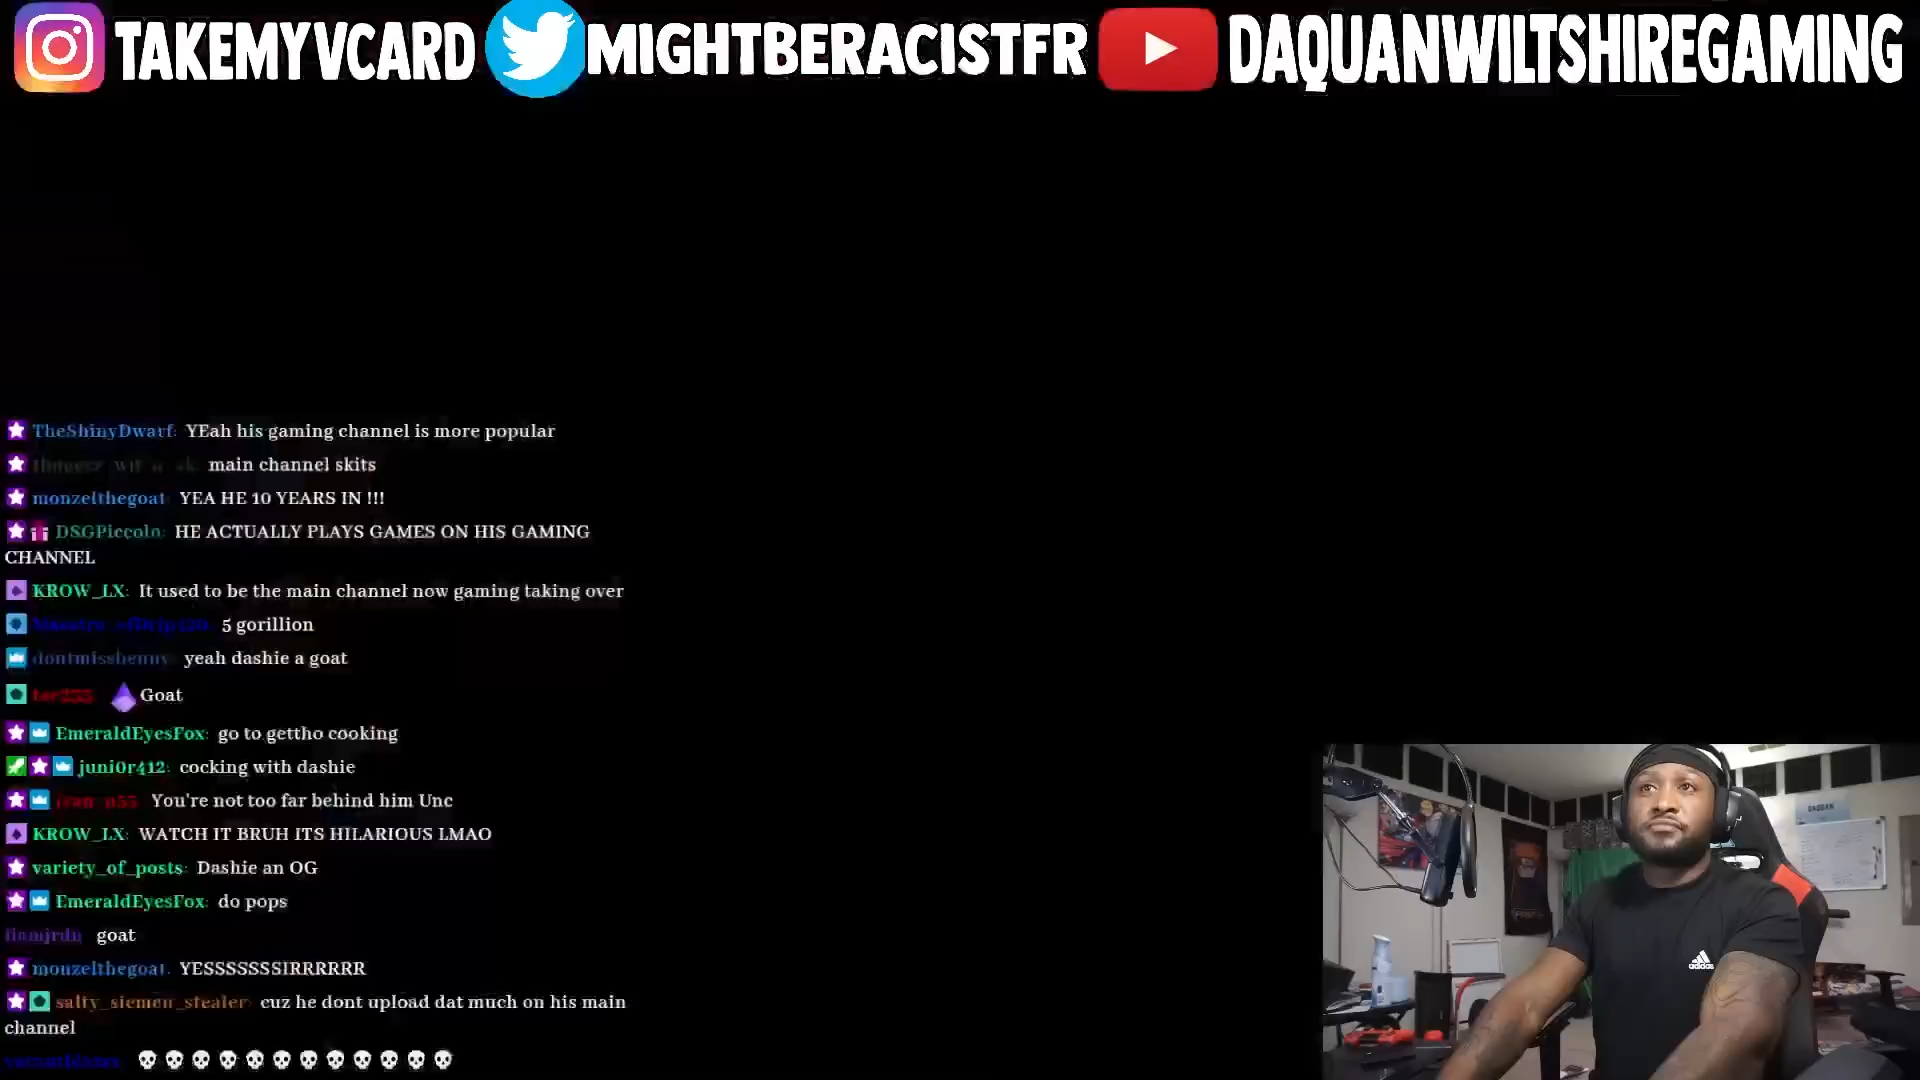 TAKEMYVCARD MIGHTBERACISTFR DAQUANWILTSHIREGAMING
TheShinyDwarf: YEah his gaming channel is more popular
main channel skits
monzelthegoat: YEA HE 10 YEARS IN !!!
DSGPiccolo: HE ACTUALLY PLAYS GAMES ON HIS GAMING
CHANNEL
KROW_LX: It used to be the main channel now gaming taking over
5 gorillion
dontmissbenny: yeah dashie a goat
Goat
EmeraldEyesFox: go to gettho cooking
juni0r412: cocking with dashie
You're not too far behind him Unc
KROW_LX: WATCH IT BRUH ITS HILARIOUS LMAO
variety_of_posts: Dashie an OG
EmeraldEyesFox: do pops
goat
monzelthegoat: YESSSSSSSIRRRRRR
salty_siemen_stealer: cuz he dont upload dat much on his main
channel
DAQUAN
adidas